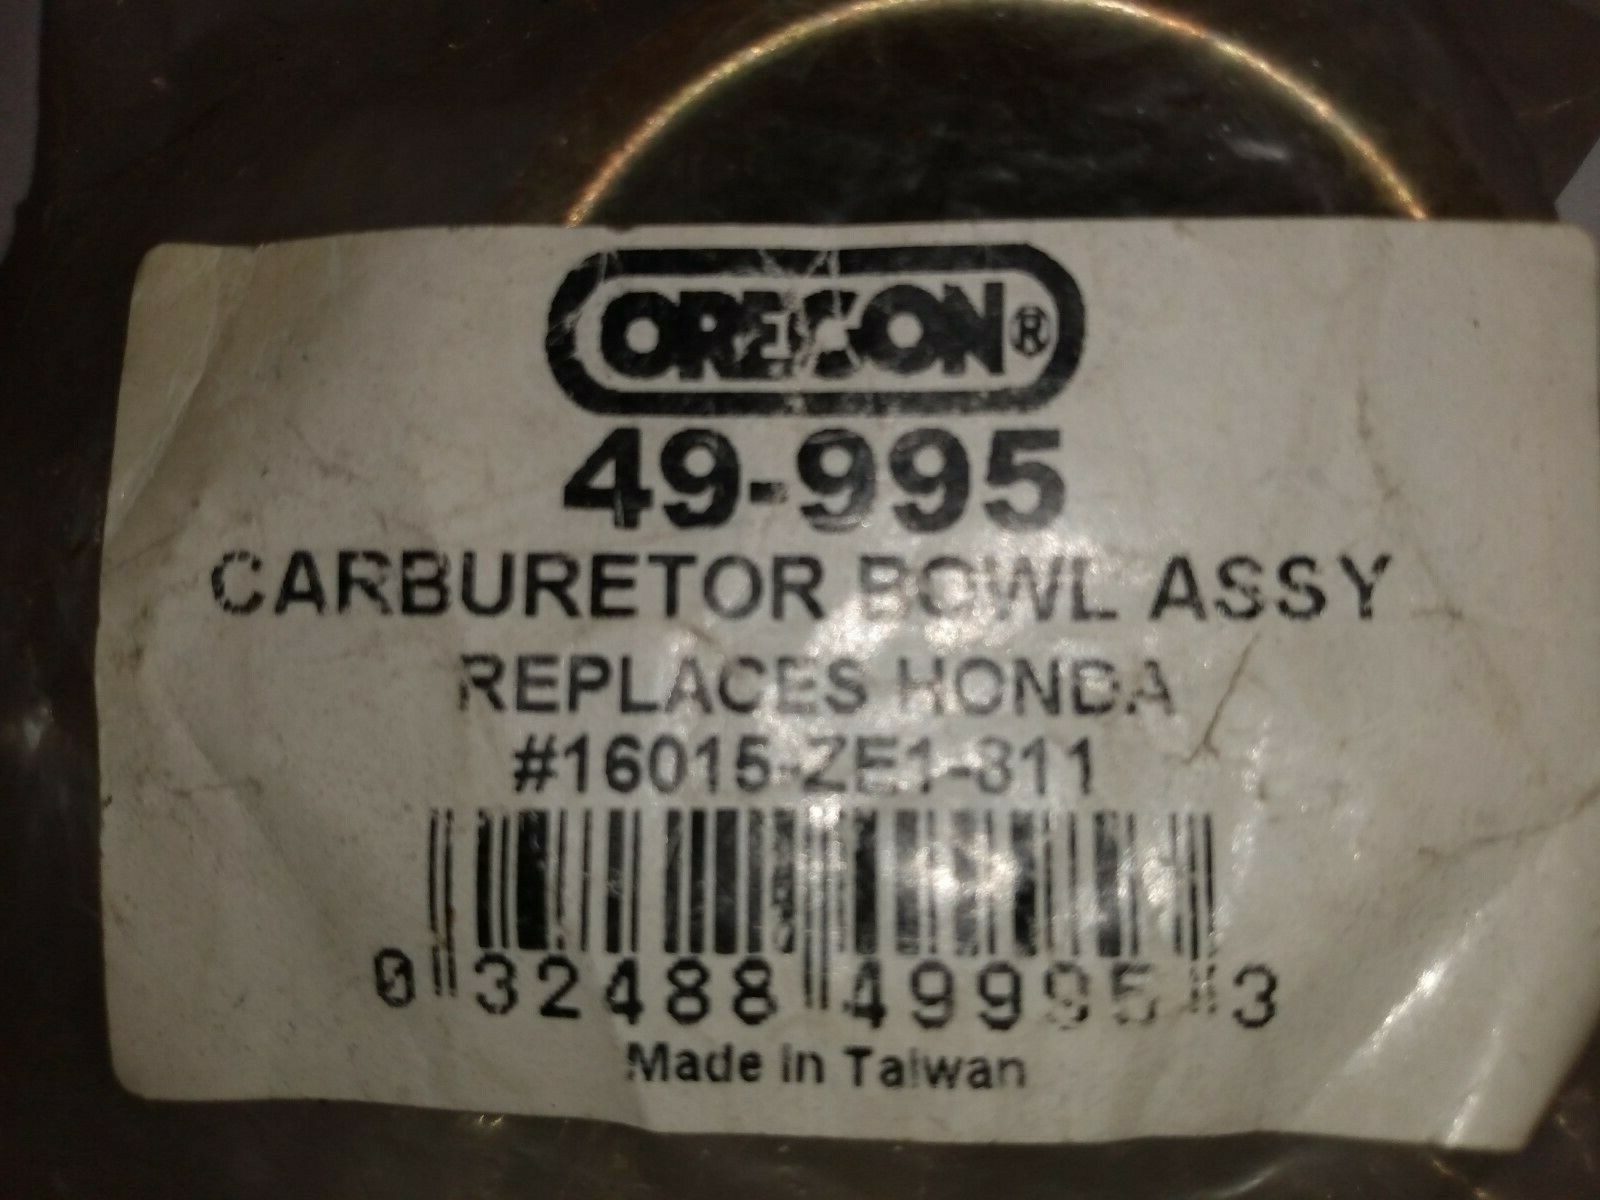 OREGON®
49-995
CARBURETOR BOWL ASSY
REPLACES HONDA
#16015-ZE1-811
0 32488 49995 3
Made in Taiwan